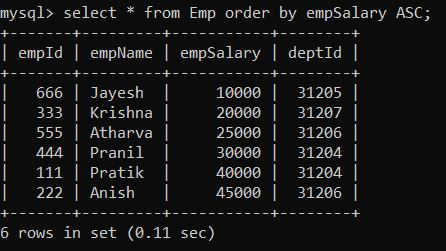 mysql> select * from Emp order by empSalary ASC;
+-------+---------+-----------+--------+
| empId | empName | empSalary | deptId |
+-------+---------+-----------+--------+
|   666 | Jayesh  |     10000 |  31205 |
|   333 | Krishna |     20000 |  31207 |
|   555 | Atharva |     25000 |  31206 |
|   444 | Pranil  |     30000 |  31204 |
|   111 | Pratik  |     40000 |  31204 |
|   222 | Anish   |     45000 |  31206 |
+-------+---------+-----------+--------+
6 rows in set (0.11 sec)